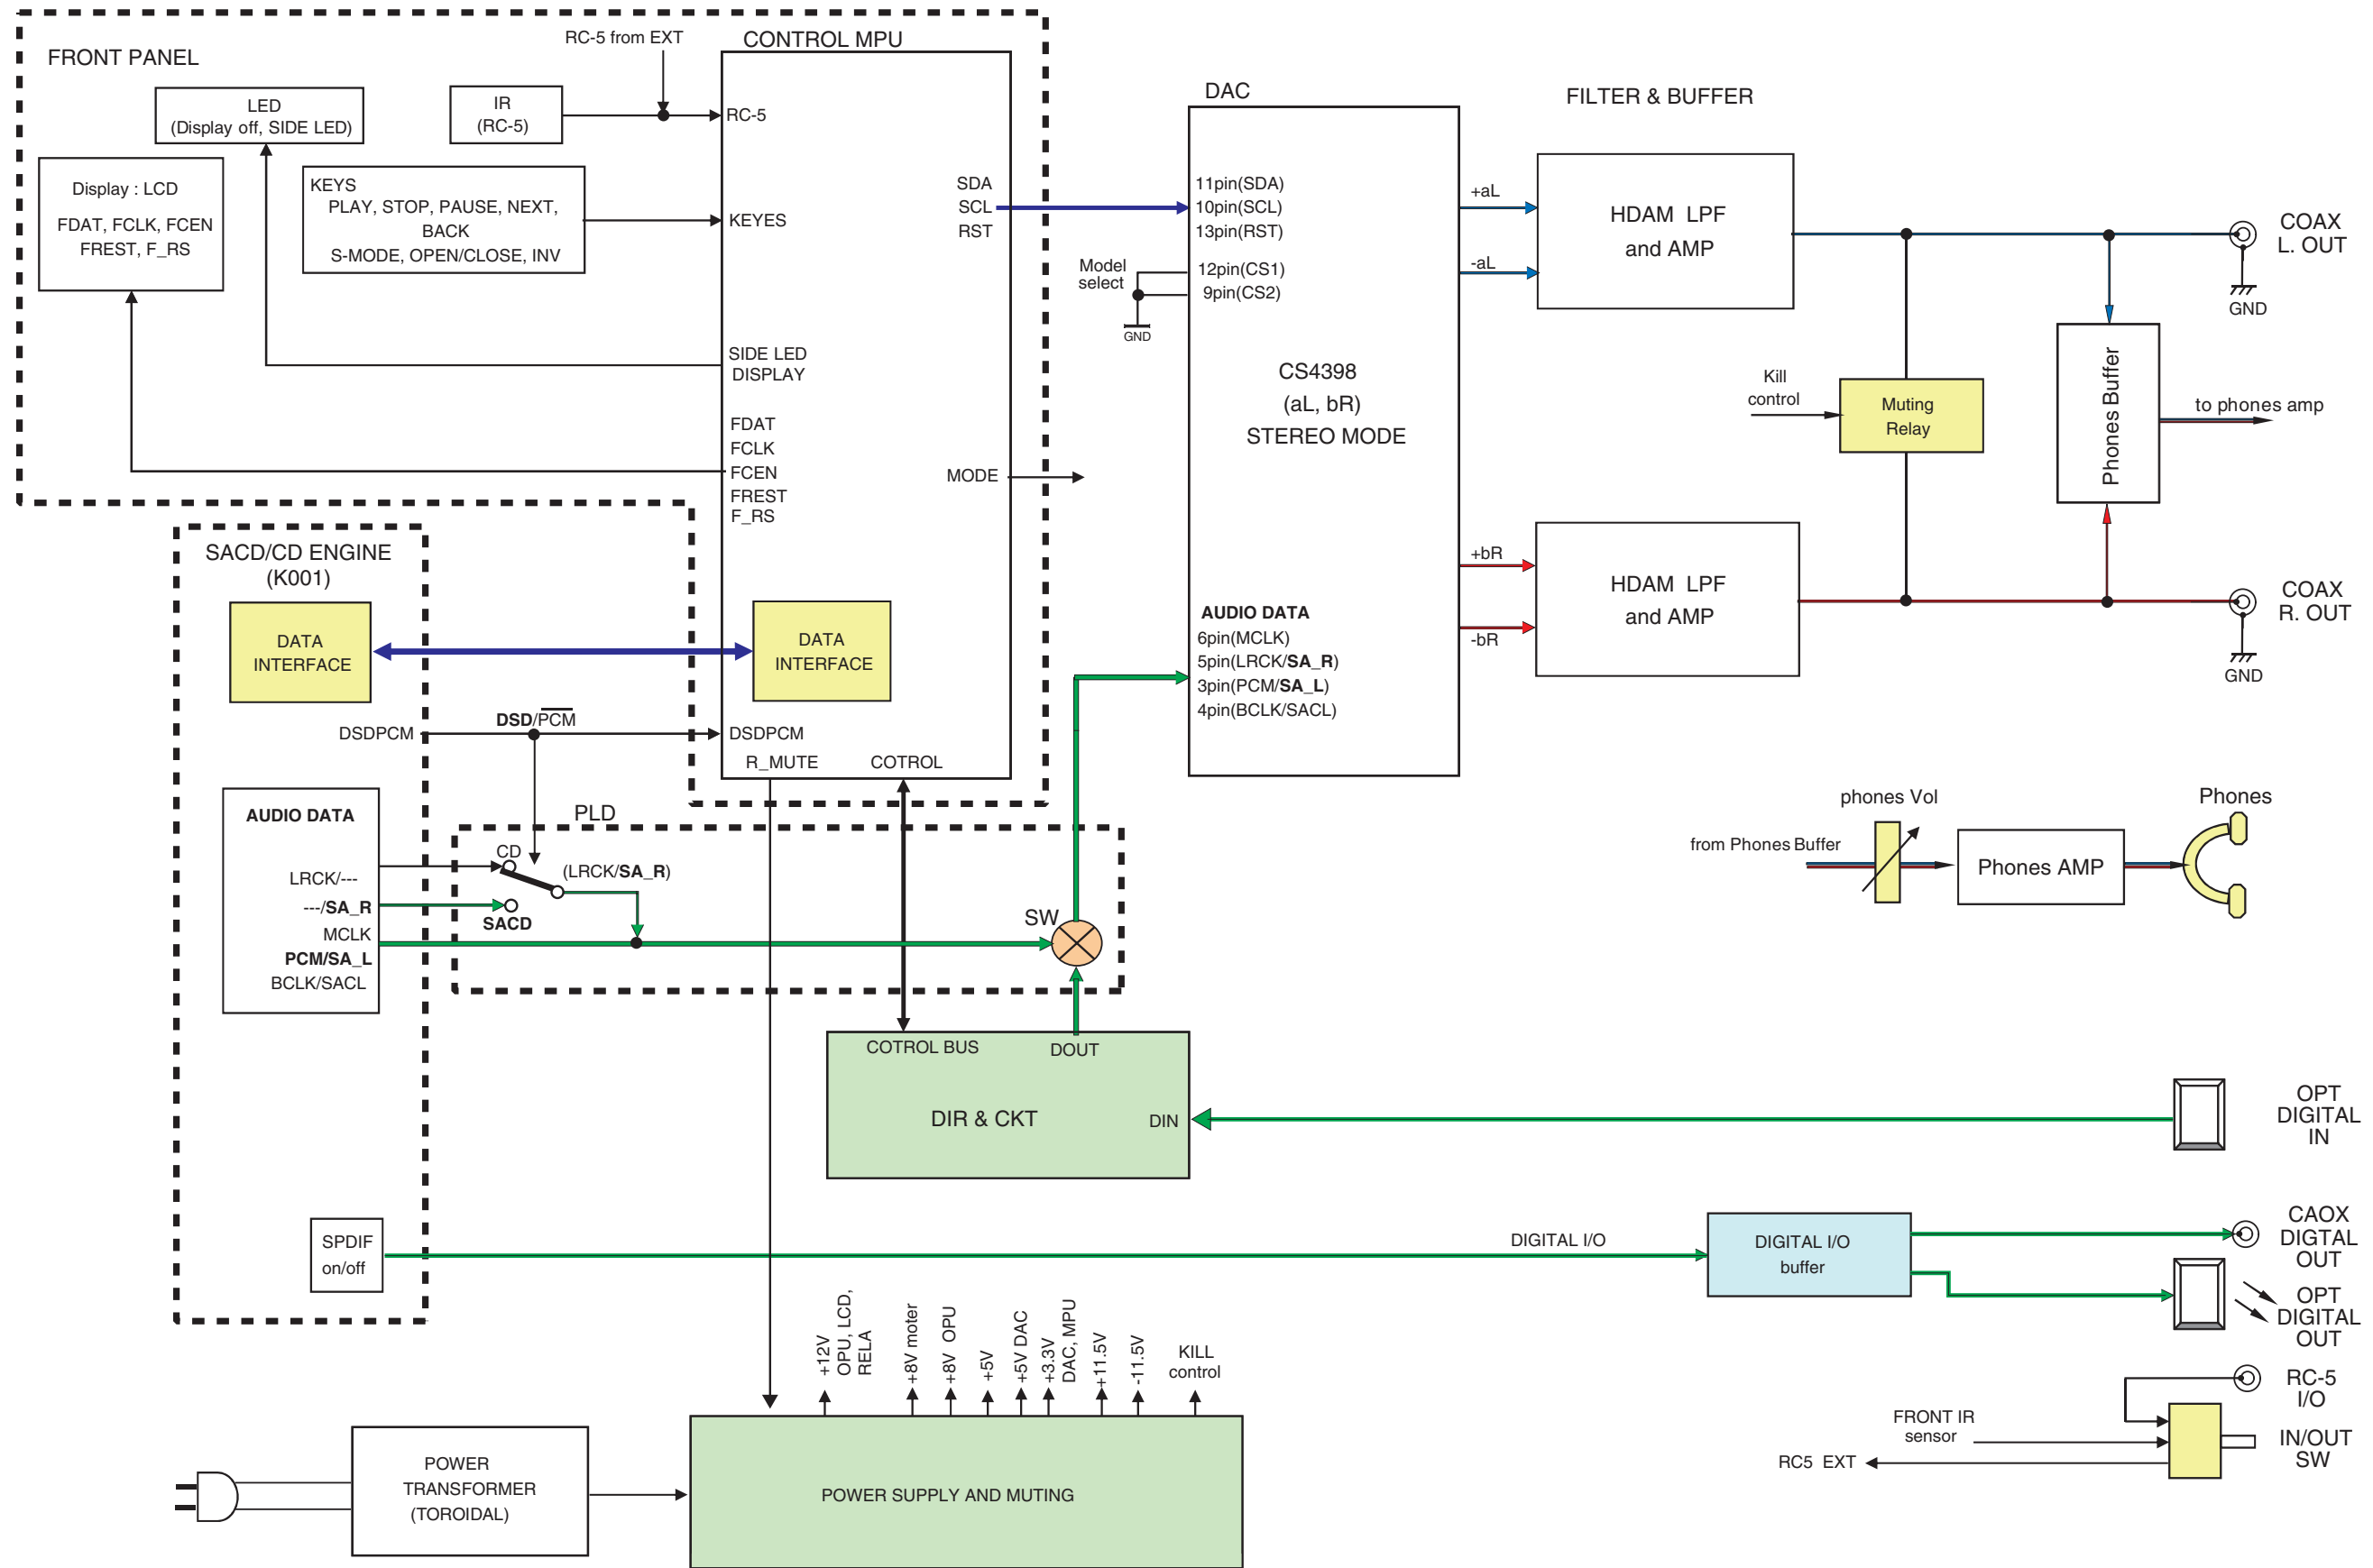 FRONT PANEL
RC-5 from EXT
CONTROL MPU
LED
(Display off, SIDE LED)
IR
(RC-5)
RC-5
Display : LCD
FDAT, FCLK, FCEN
FREST, F_RS
KEYS
PLAY, STOP, PAUSE, NEXT,
BACK
S-MODE, OPEN/CLOSE, INV
KEYES
SDA
SCL
RST
SIDE LED
DISPLAY
FDAT
FCLK
FCEN
FREST
F_RS
MODE
DATA
INTERFACE
DSDPCM
R_MUTE
COTROL
SACD/CD ENGINE
(K001)
DATA
INTERFACE
DSDPCM
DSD/PCM
AUDIO DATA
LRCK/---
---/SA_R
MCLK
PCM/SA_L
BCLK/SACL
SPDIF
on/off
PLD
CD
(LRCK/SA_R)
SACD
SW
COTROL BUS
DOUT
DIR & CKT
DIN
DAC
11pin(SDA)
10pin(SCL)
13pin(RST)
12pin(CS1)
9pin(CS2)
Model
select
GND
CS4398
(aL, bR)
STEREO MODE
AUDIO DATA
6pin(MCLK)
5pin(LRCK/SA_R)
3pin(PCM/SA_L)
4pin(BCLK/SACL)
FILTER & BUFFER
+aL
-aL
HDAM LPF
and AMP
COAX
L. OUT
GND
Kill
control
Muting
Relay
Phones Buffer
to phones amp
+bR
-bR
HDAM LPF
and AMP
COAX
R. OUT
GND
phones Vol
Phones
from Phones Buffer
Phones AMP
OPT
DIGITAL
IN
DIGITAL I/O
DIGITAL I/O
buffer
CAOX
DIGTAL
OUT
OPT
DIGITAL
OUT
RC-5
I/O
FRONT IR
sensor
IN/OUT
SW
RC5 EXT
+12V
OPU, LCD,
RELA
+8V moter
+8V OPU
+5V
+5V DAC
+3.3V
DAC, MPU
+11.5V
-11.5V
KILL
control
POWER
TRANSFORMER
(TOROIDAL)
POWER SUPPLY AND MUTING